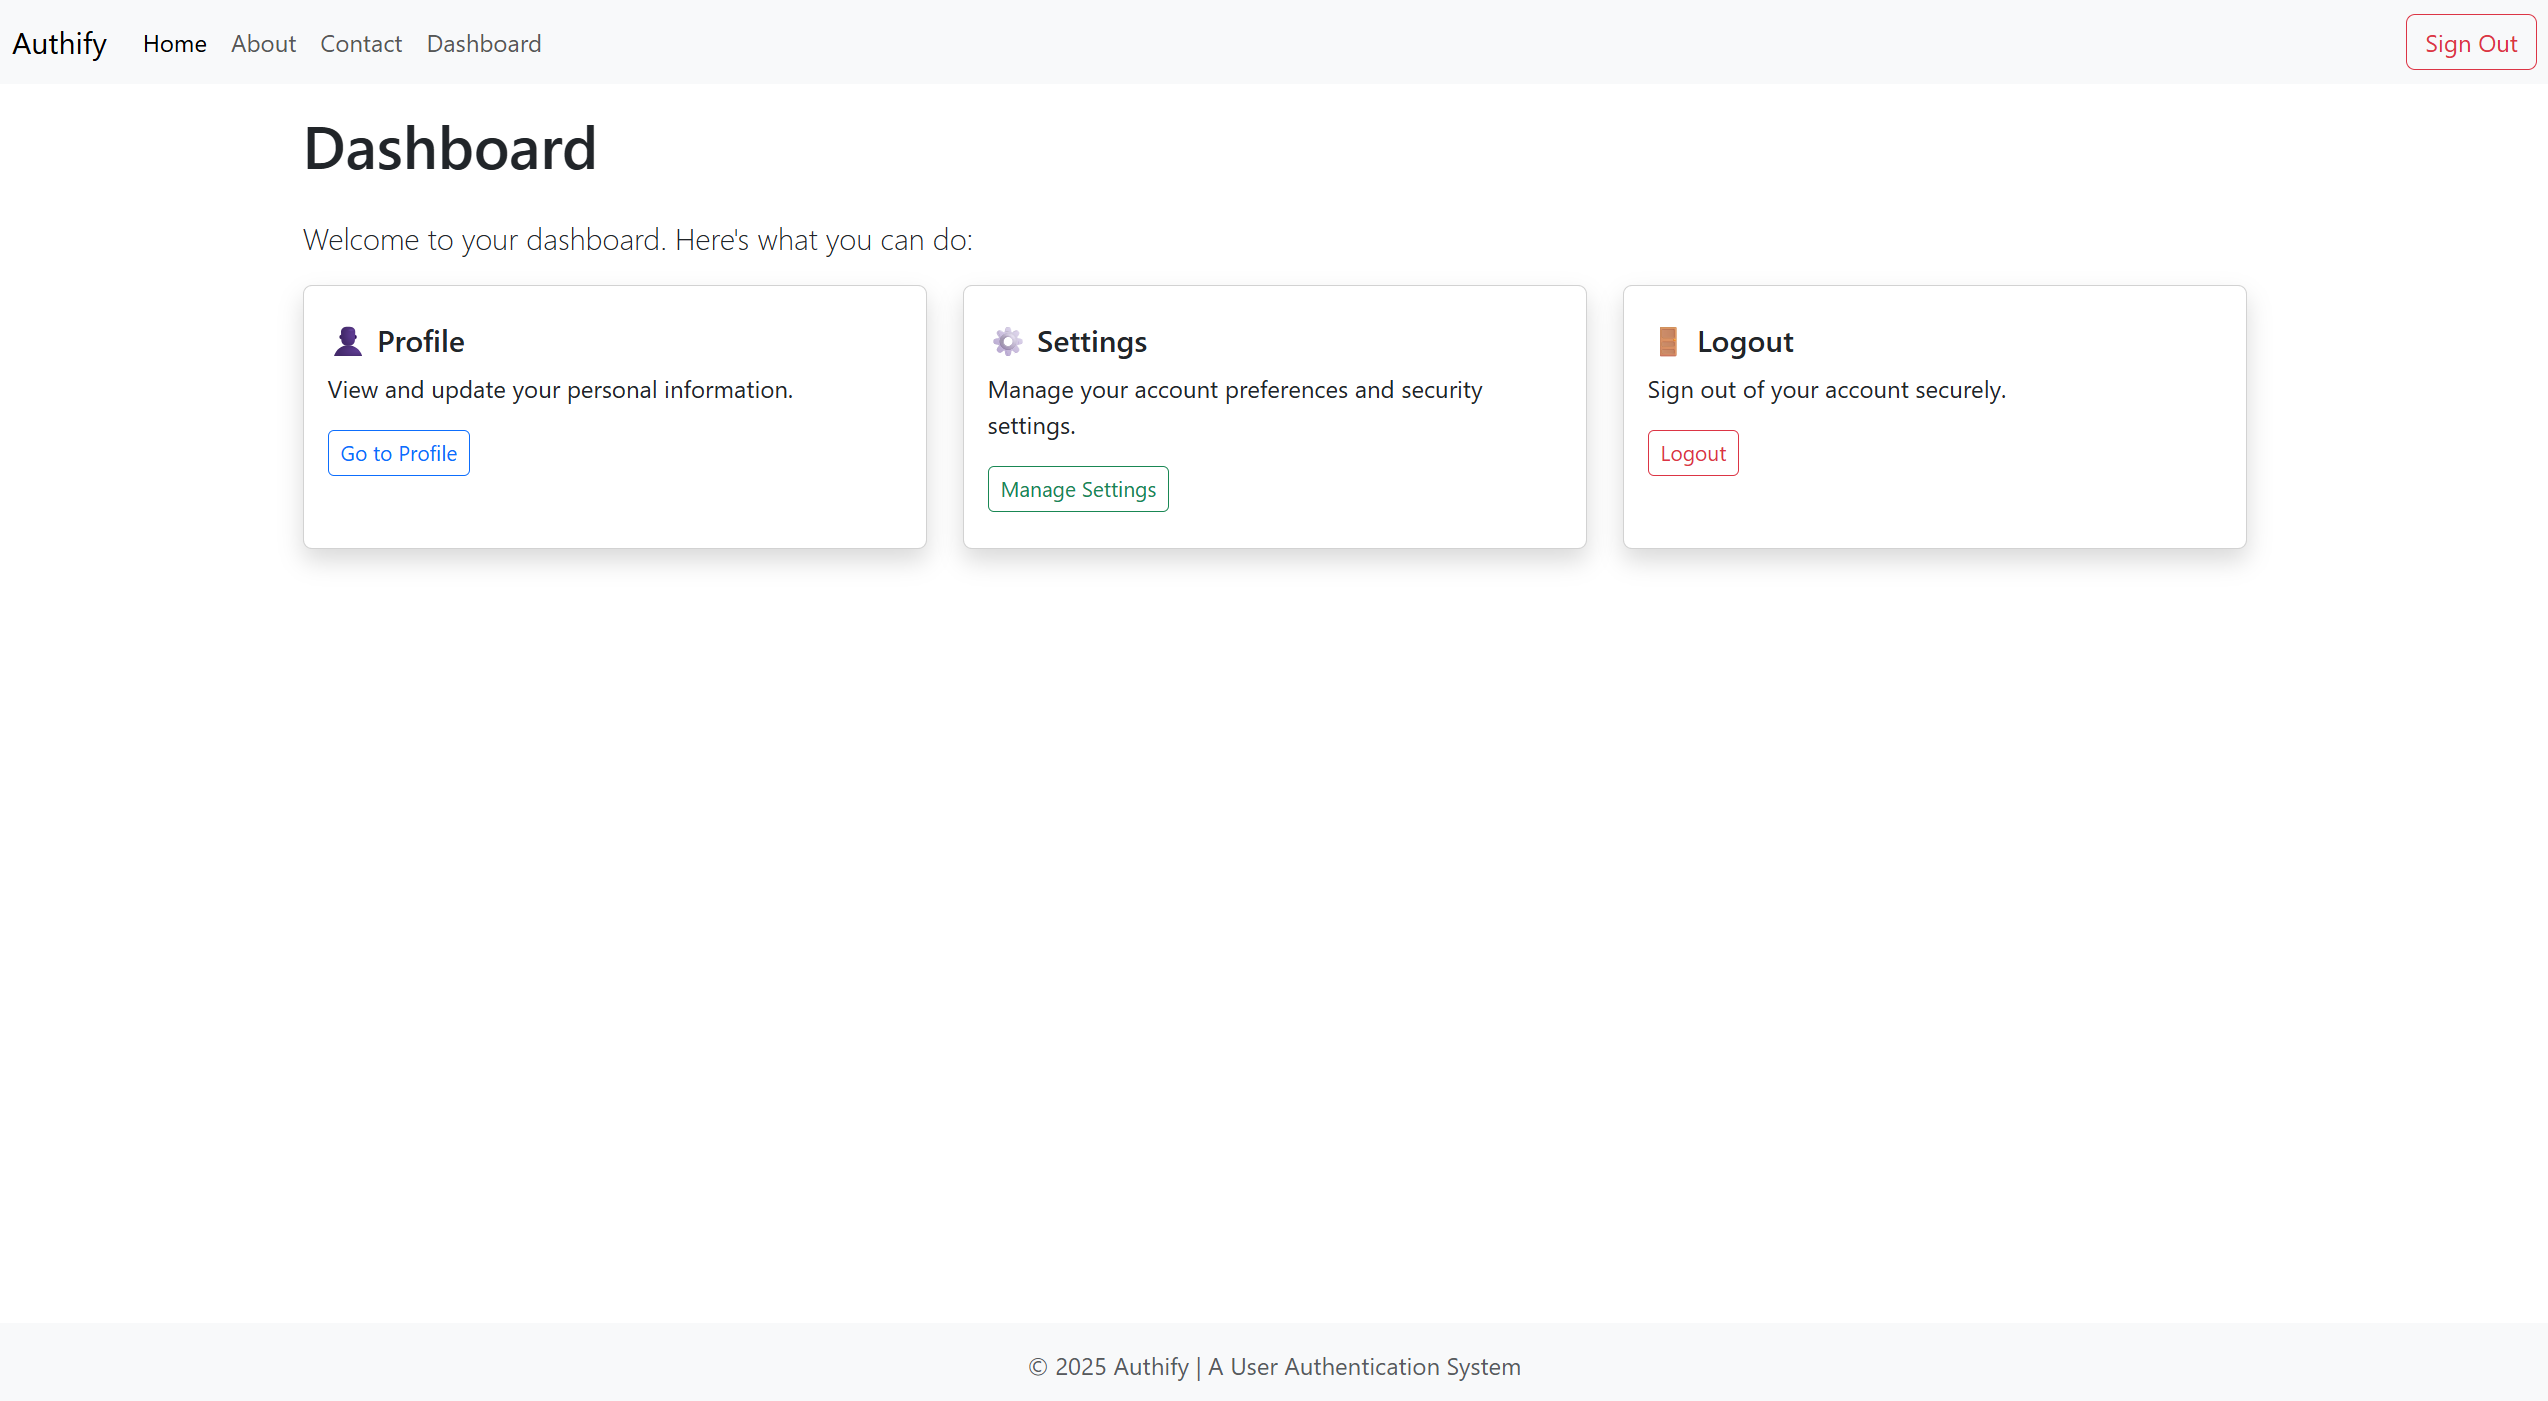 Authify Home About Contact Dashboard Sign Out
Dashboard
Welcome to your dashboard. Here's what you can do:
Profile
View and update your personal information.
Go to Profile
Settings
Manage your account preferences and security
settings.
Manage Settings
Logout
Sign out of your account securely.
Logout
© 2025 Authify | A User Authentication System